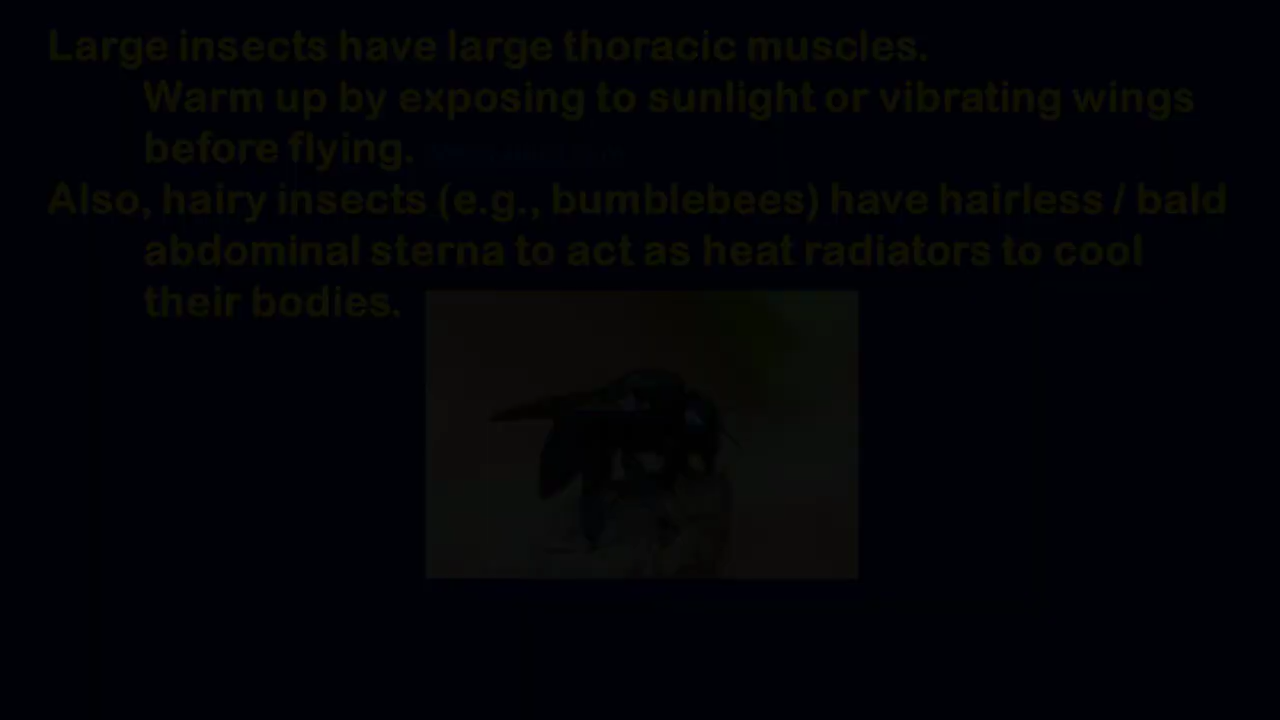 Large insects have large thoracic muscles.
Warm up by exposing to sunlight or vibrating wings
before flying.
Also, hairy insects (e.g., bumblebees) have hairless / bald
abdominal sterna to act as heat radiators to cool
their bodies.